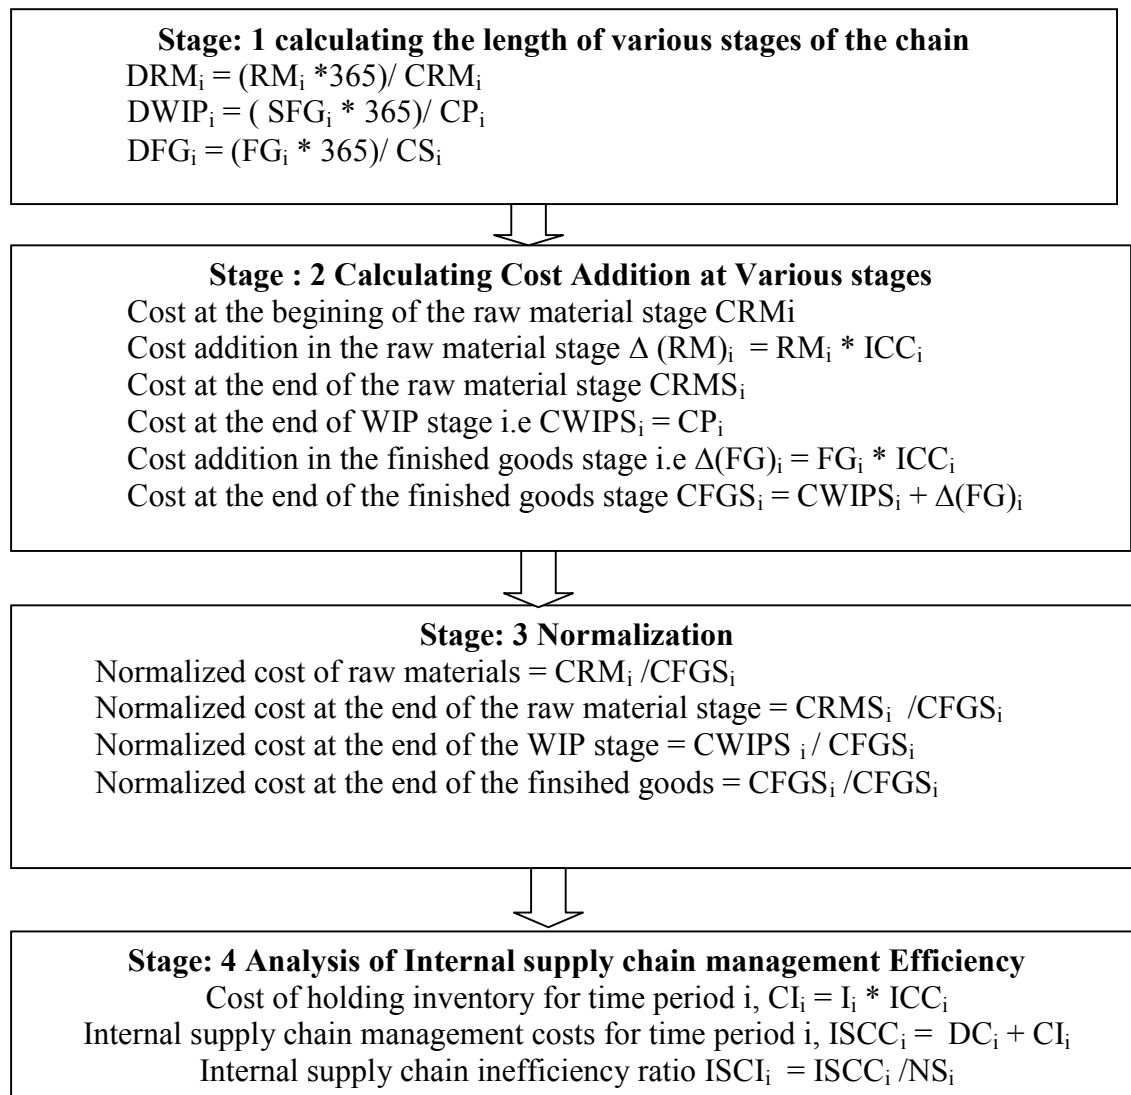 Stage: 1 calculating the length of various stages of the chain
DRMᵢ = (RMᵢ *365)/ CRMᵢ
DWIPᵢ = ( SFGᵢ * 365)/ CPᵢ
DFGᵢ = (FGᵢ * 365)/ CSᵢ
Stage : 2 Calculating Cost Addition at Various stages
Cost at the begining of the raw material stage CRMi
Cost addition in the raw material stage Δ (RM)ᵢ = RMᵢ * ICCᵢ
Cost at the end of the raw material stage CRMSᵢ
Cost at the end of WIP stage i.e CWIPSᵢ = CPᵢ
Cost addition in the finished goods stage i.e Δ(FG)ᵢ = FGᵢ * ICCᵢ
Cost at the end of the finished goods stage CFGSᵢ = CWIPSᵢ + Δ(FG)ᵢ
Stage: 3 Normalization
Normalized cost of raw materials = CRMᵢ /CFGSᵢ
Normalized cost at the end of the raw material stage = CRMSᵢ /CFGSᵢ
Normalized cost at the end of the WIP stage = CWIPS ᵢ / CFGSᵢ
Normalized cost at the end of the finsihed goods = CFGSᵢ /CFGSᵢ
Stage: 4 Analysis of Internal supply chain management Efficiency
Cost of holding inventory for time period i, CIᵢ = Iᵢ * ICCᵢ
Internal supply chain management costs for time period i, ISCCᵢ = DCᵢ + CIᵢ
Internal supply chain inefficiency ratio ISCIᵢ = ISCCᵢ /NSᵢ